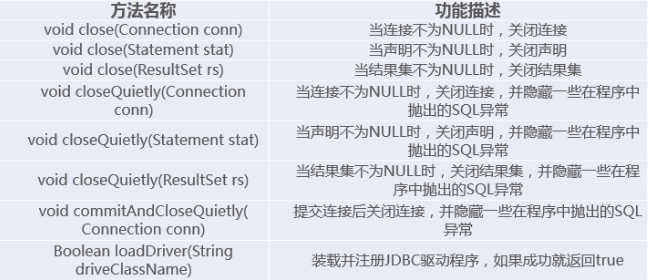 方法名称 功能描述
void close(Connection conn) 当连接不为NULL时，关闭连接
void close(Statement stat) 当声明不为NULL时，关闭声明
void close(ResultSet rs) 当结果集不为NULL时，关闭结果集
void closeQuietly(Connection
conn)
当连接不为NULL时，关闭连接，并隐藏一些在程序中
抛出的SQL异常
void closeQuietly(Statement stat)
当声明不为NULL时，关闭声明，并隐藏一些在程序中
抛出的SQL异常
void closeQuietly(ResultSet rs)
当结果集不为NULL时，关闭结果集，并隐藏一些在程
序中抛出的SQL异常
void commitAndCloseQuietly(
Connection conn)
提交连接后关闭连接，并隐藏一些在程序中抛出的SQL
异常
Boolean loadDriver(String
driveClassName)
装载并注册JDBC驱动程序，如果成功就返回true